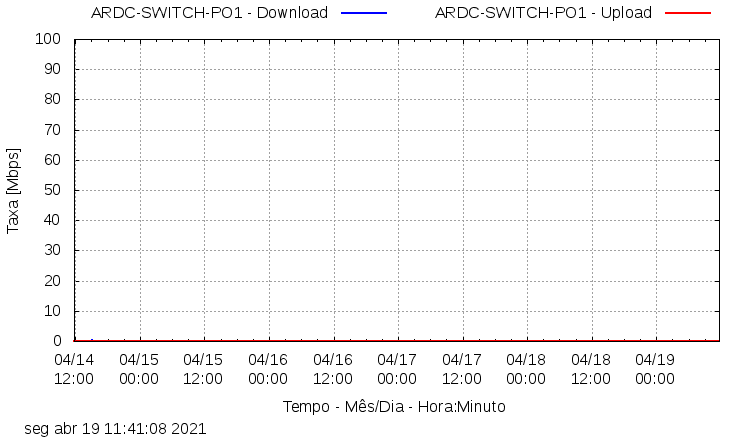 ARDC-SWITCH-PO1 - Download
ARDC-SWITCH-PO1 - Upload
100
90
80
70
60
50
40
30
20
10
0
Taxa [Mbps]
04/14 04/15 04/15 04/16 04/16 04/17 04/17 04/18 04/18 04/19
12:00 00:00 12:00 00:00 12:00 00:00 12:00 00:00 12:00 00:00
Tempo - Mês/Dia - Hora:Minuto
seg abr 19 11:41:08 2021